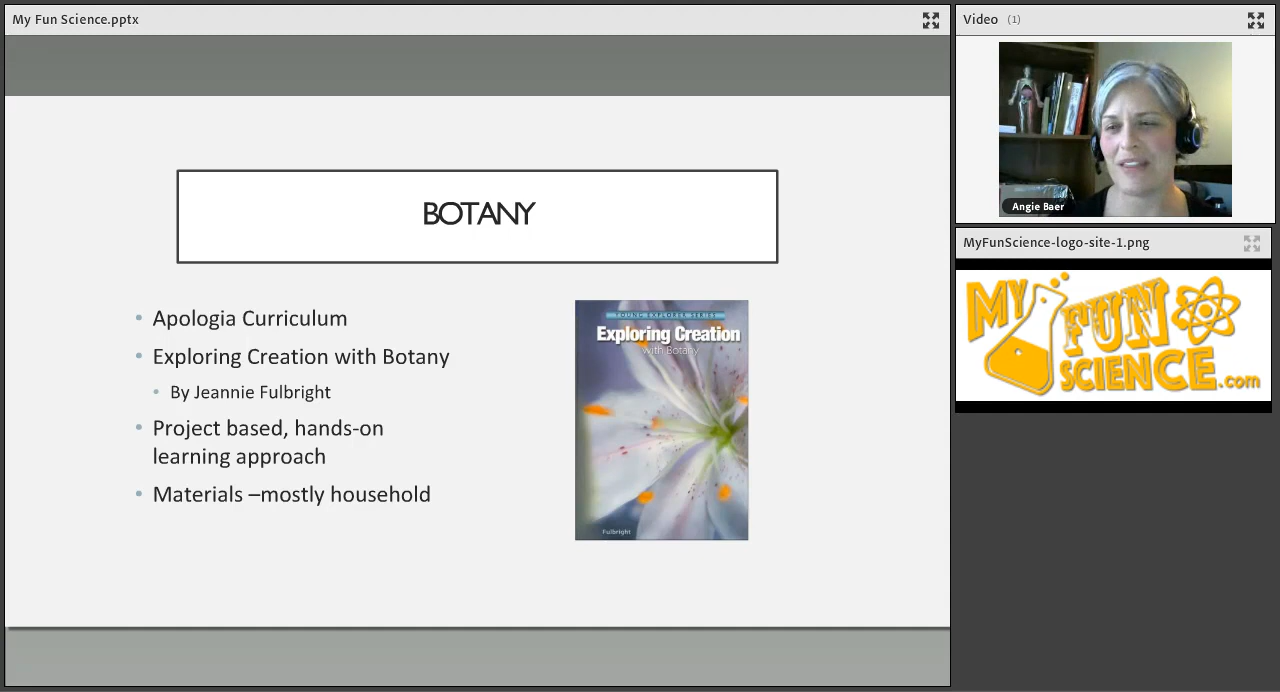 My Fun Science.pptx
BOTANY
Apologia Curriculum
Exploring Creation with Botany
By Jeannie Fulbright
Project based, hands-on
learning approach
Materials –mostly household
YOUNG EXPLORER SERIES
Exploring Creation
with Botany
Fulbright
Video (1)
Angie Baer
MyFunScience-logo-site-1.png
MY FUN
SCIENCE.com